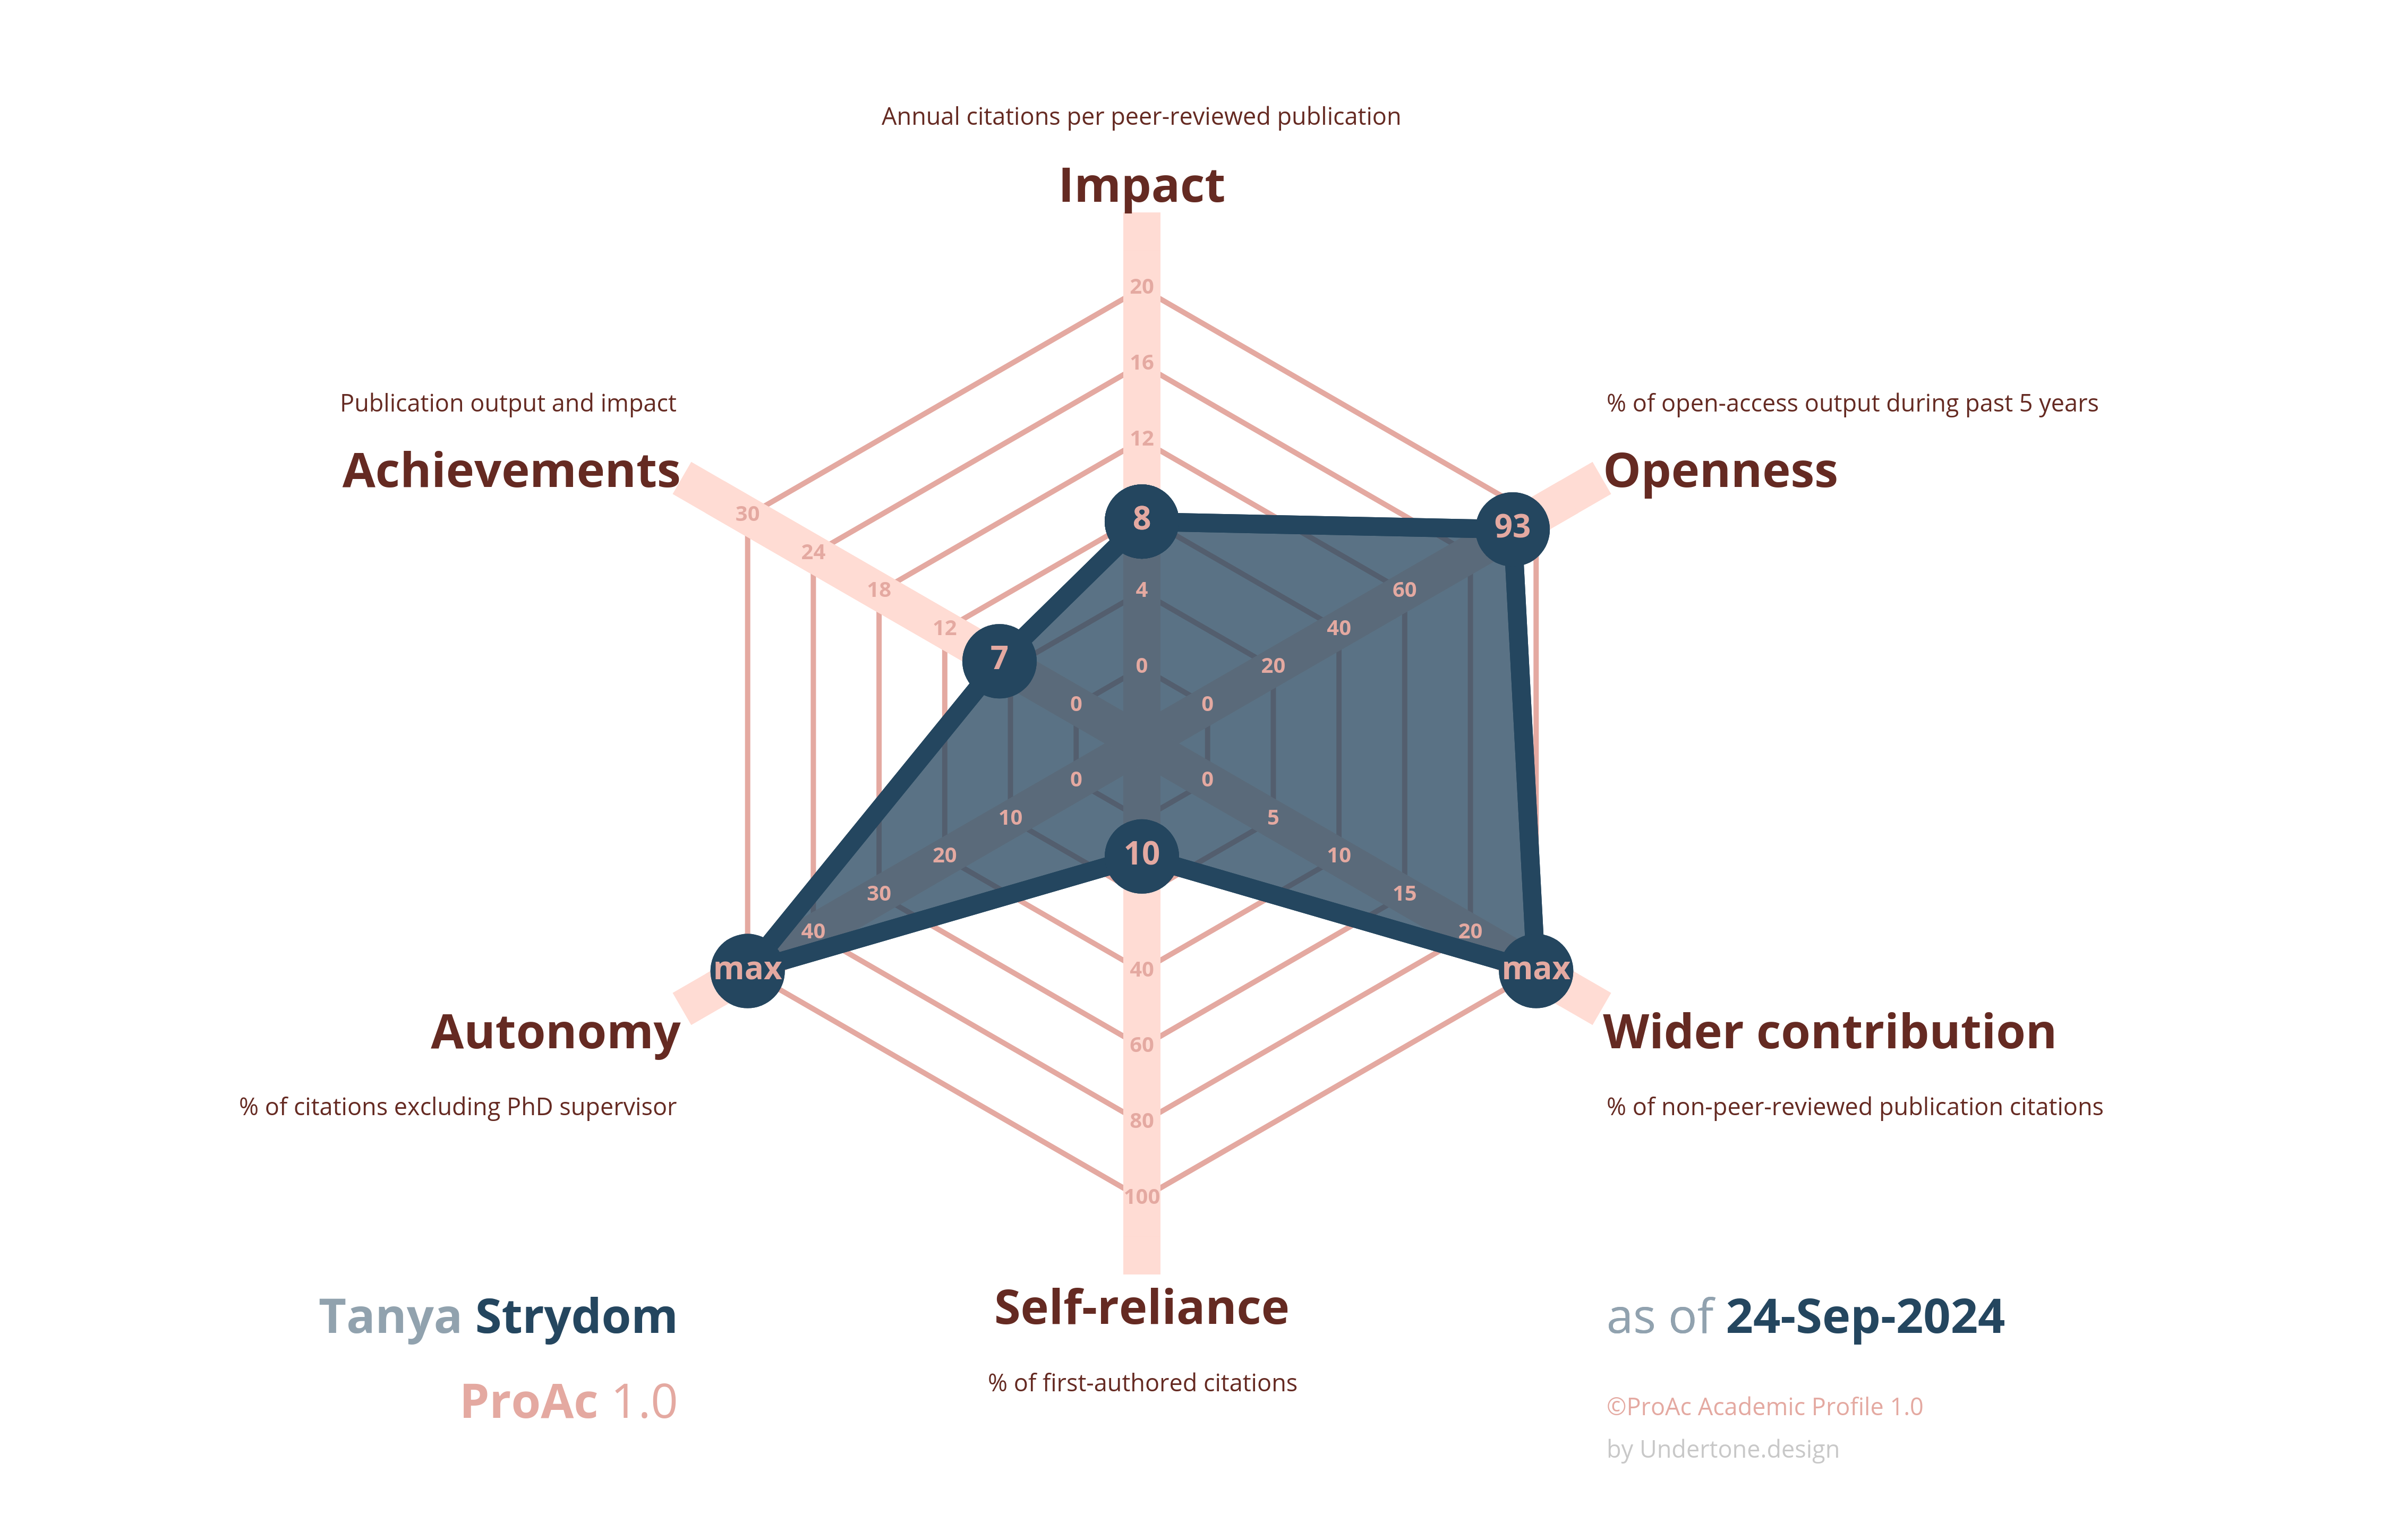 Annual citations per peer-reviewed publication
Impact
20
16
12
8
4
0
Publication output and impact
Achievements
30
24
18
12
7
0
% of open-access output during past 5 years
Openness
93
60
40
20
0
0
10
20
30
40
max
Autonomy
% of citations excluding PhD supervisor
0
5
10
15
20
max
Wider contribution
% of non-peer-reviewed publication citations
10
40
60
80
100
Self-reliance
% of first-authored citations
Tanya Strydom
ProAc 1.0
as of 24-Sep-2024
©ProAc Academic Profile 1.0
by Undertone.design